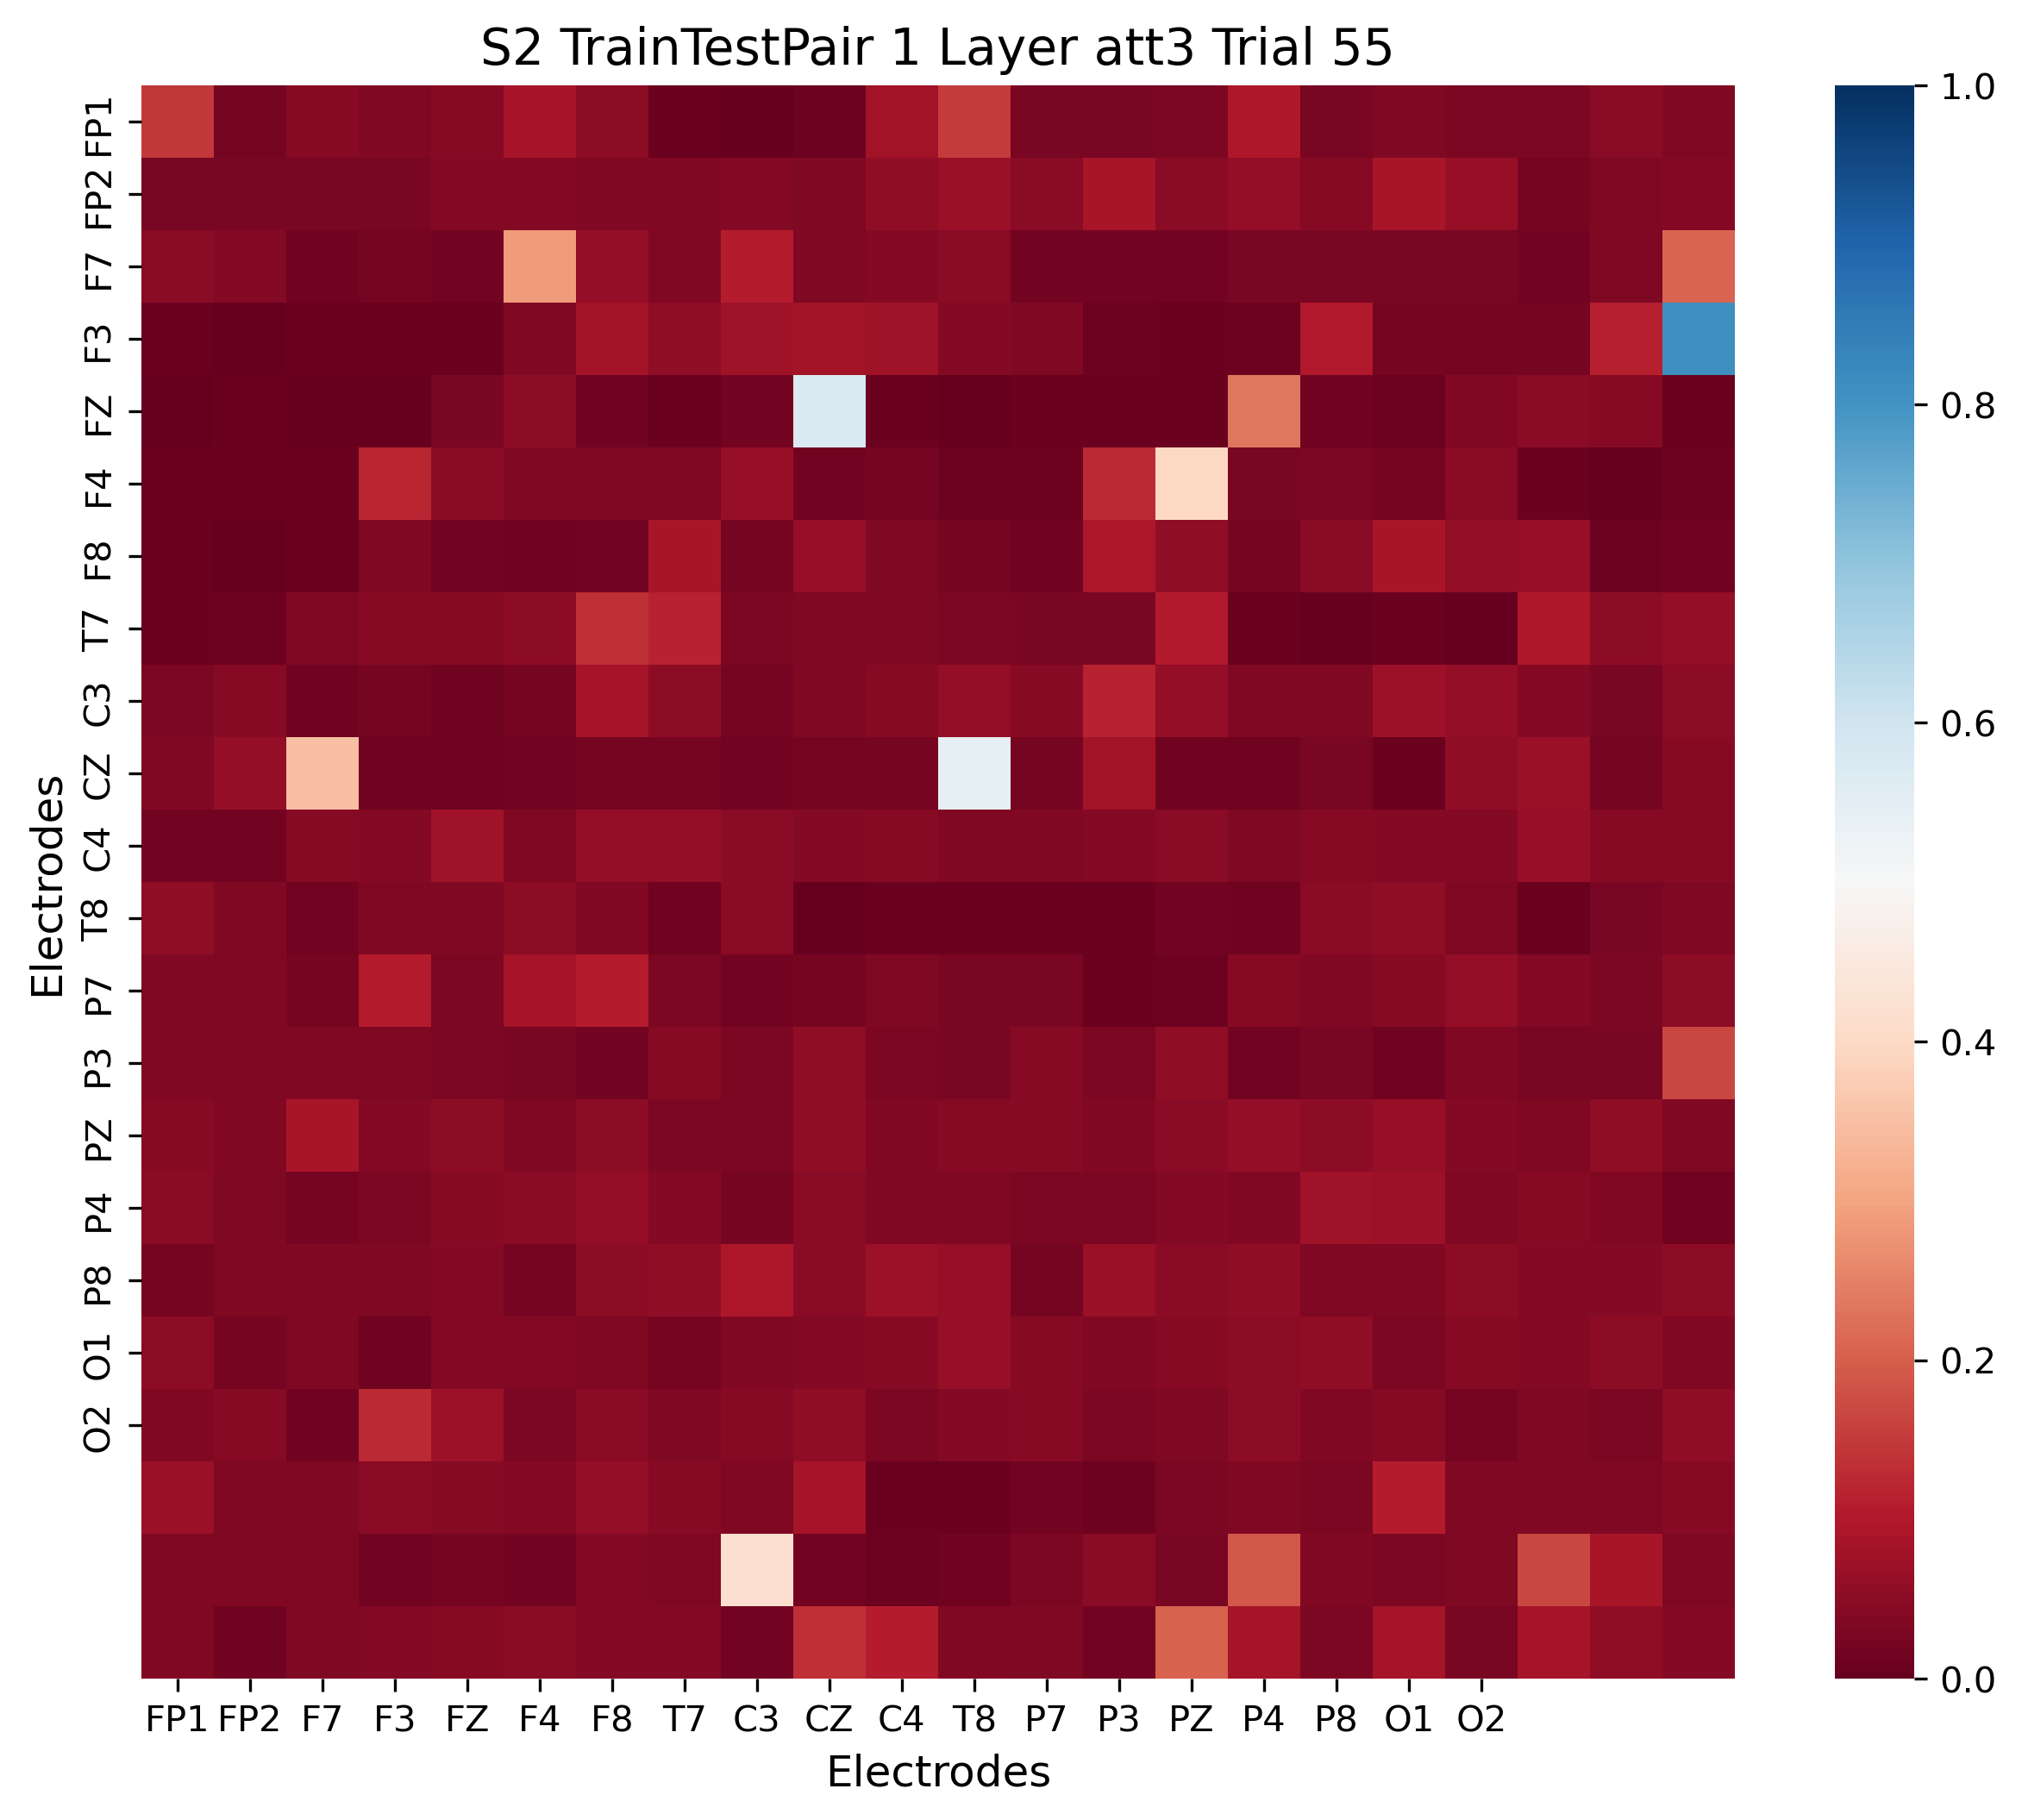 S2 TrainTestPair 1 Layer att3 Trial 55
Electrodes
FP1
FP2
F7
F3
FZ
F4
F8
T7
C3
CZ
C4
T8
P7
P3
PZ
P4
P8
O1
O2
FP1 FP2 F7 F3 FZ F4 F8 T7 C3 CZ C4 T8 P7 P3 PZ P4 P8 O1 O2
Electrodes
1.0
0.8
0.6
0.4
0.2
0.0